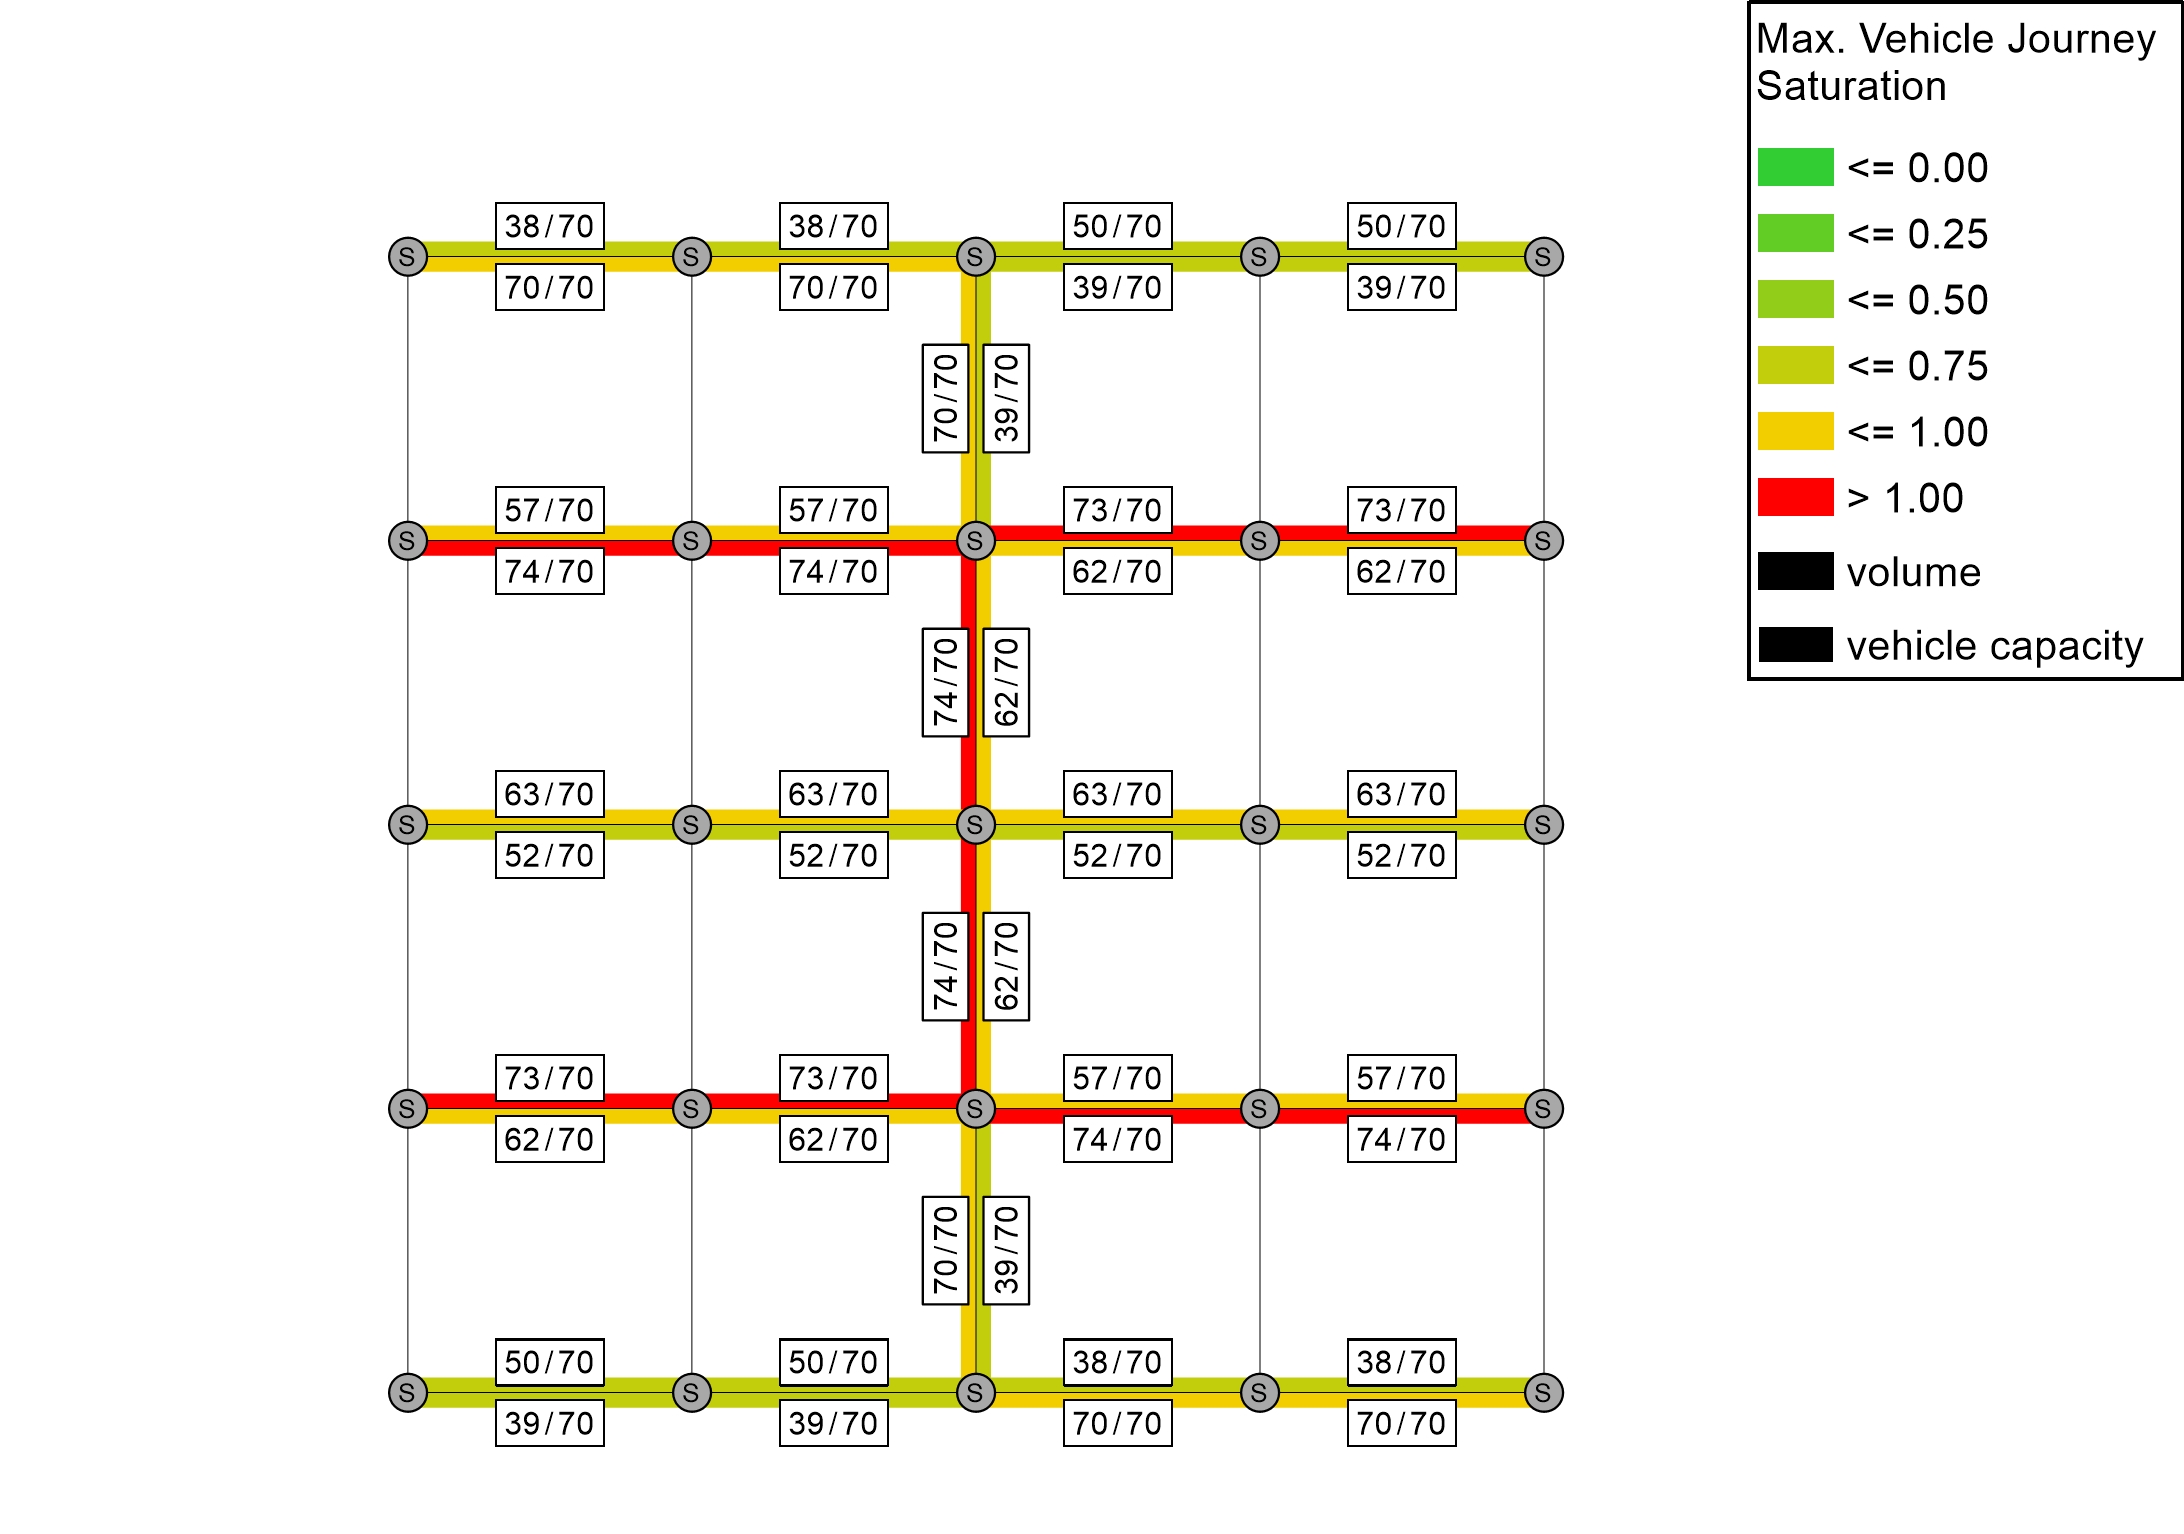 Max. Vehicle Journey
Saturation
<= 0.00
<= 0.25
<= 0.50
<= 0.75
<= 1.00
> 1.00
volume
vehicle capacity
38/70 38/70 50/70 50/70
S S S S S
70/70 70/70 39/70 39/70
70/70 39/70
57/70 57/70 73/70 73/70
S S S S S
74/70 74/70 62/70 62/70
74/70 62/70
63/70 63/70 63/70 63/70
S S S S S
52/70 52/70 52/70 52/70
74/70 62/70
73/70 73/70 57/70 57/70
S S S S S
62/70 62/70 74/70 74/70
70/70 39/70
50/70 50/70 38/70 38/70
S S S S S
39/70 39/70 70/70 70/70